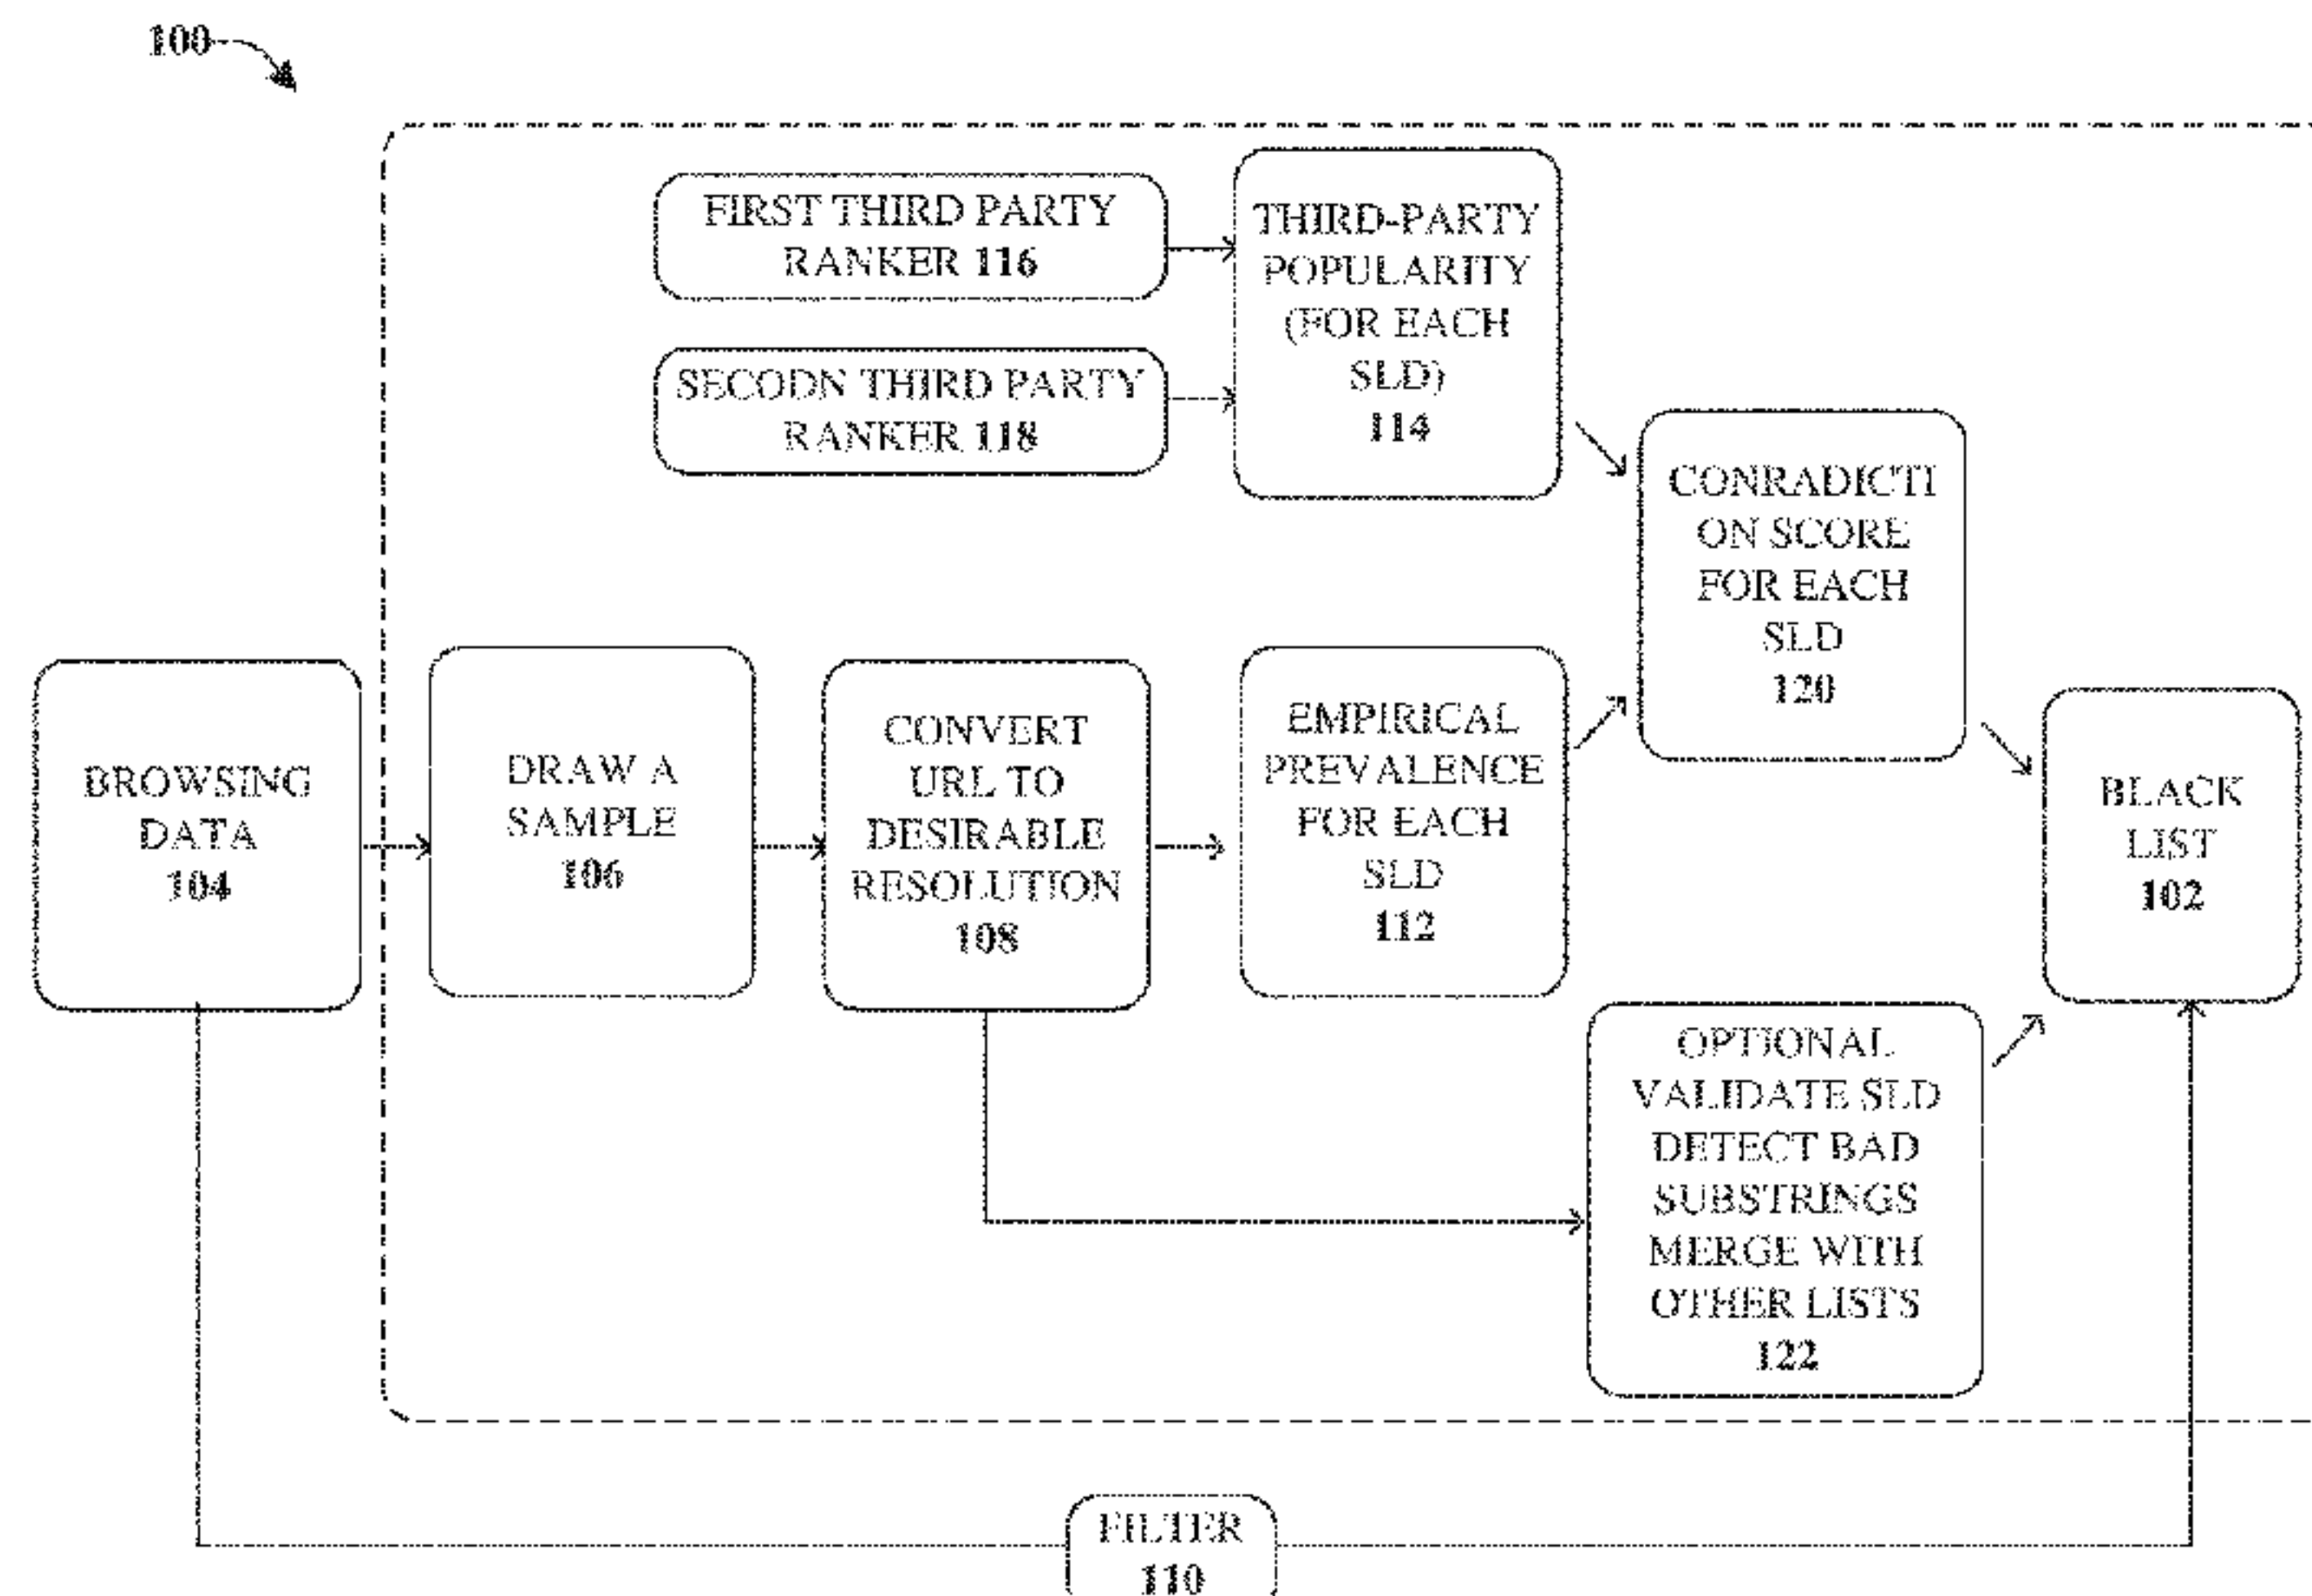 100
FIRST THIRD PARTY
RANKER 116
SECODN THIRD PARTY
RANKER 118
THIRD-PARTY
POPULARITY
(FOR EACH
SLD)
114
CONRADICTI
ON SCORE
FOR EACH
SLD
120
BROWSING
DATA
104
DRAW A
SAMPLE
106
CONVERT
URL TO
DESIRABLE
RESOLUTION
108
EMPIRICAL
PREVALENCE
FOR EACH
SLD
112
BLACK
LIST
102
OPTIONAL
VALIDATE SLD
DETECT BAD
SUBSTRINGS
MERGE WITH
OTHER LISTS
122
FILTER
110